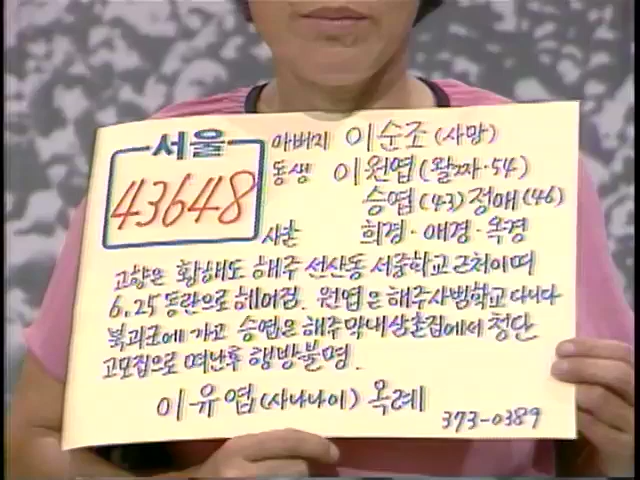 서울
43648
아버지 이순조(사망)
동생 이원엽(왈짜·54)
승엽(43) 정애(46)
사촌 희경·애경·옥경
고향은 황해도 해주 선산동 서중학교 근처이며
6.25 동란으로 헤어짐. 원엽은 해주사범학교 다니다
북괴군에 가고 승엽은 해주 막내삼촌집에서 청단
고모집으로 떠난후 행방불명.
이유엽(사나나이) 옥례
373-0389